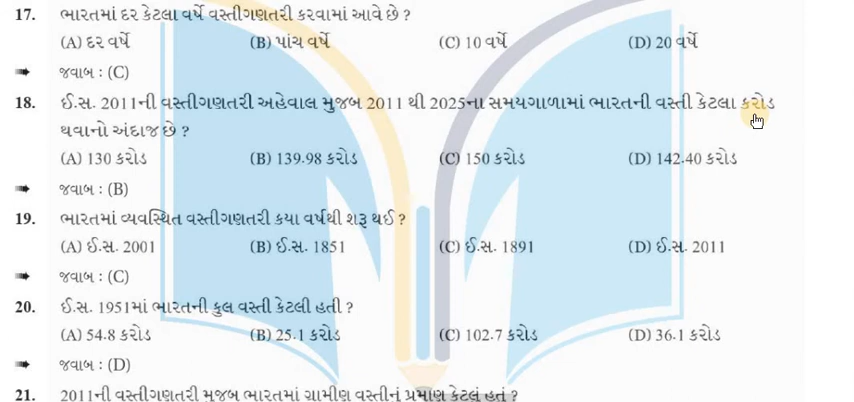 17. ભારતમાં દર કેટલા વર્ષે વસ્તીગણતરી કરવામાં આવે છે ?
(A) દર વર્ષે (B) પાંચ વર્ષે (C) 10 વર્ષે (D) 20 વર્ષે
➠ જવાબ : (C)
18. ઈ.સ. 2011ની વસ્તીગણતરી અહેવાલ મુજબ 2011 થી 2025ના સમયગાળામાં ભારતની વસ્તી કેટલા કરોડ
થવાનો અંદાજ છે ?
(A) 130 કરોડ (B) 139.98 કરોડ (C) 150 કરોડ (D) 142.40 કરોડ
➠ જવાબ : (B)
19. ભારતમાં વ્યવસ્થિત વસ્તીગણતરી કયા વર્ષથી શરૂ થઈ ?
(A) ઈ.સ. 2001 (B) ઈ.સ. 1851 (C) ઈ.સ. 1891 (D) ઈ.સ. 2011
➠ જવાબ : (C)
20. ઈ.સ. 1951માં ભારતની કુલ વસ્તી કેટલી હતી ?
(A) 54.8 કરોડ (B) 25.1 કરોડ (C) 102.7 કરોડ (D) 36.1 કરોડ
➠ જવાબ : (D)
21. 2011ની વસ્તીગણતરી મુજબ ભારતમાં ગ્રામીણ વસ્તીનું પ્રમાણ કેટલું હતું ?